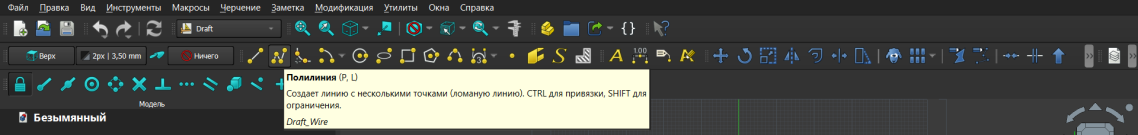 Файл Правка Вид Инструменты Макросы Черчение Заметка Модификация Утилиты Окна Справка
Draft
Верх 2px | 3,50 mm Ничего
Полилиния (P, L)
Создает линию с несколькими точками (ломаную линию). CTRL для привязки, SHIFT для
ограничения.
Draft_Wire
Модель
Безымянный